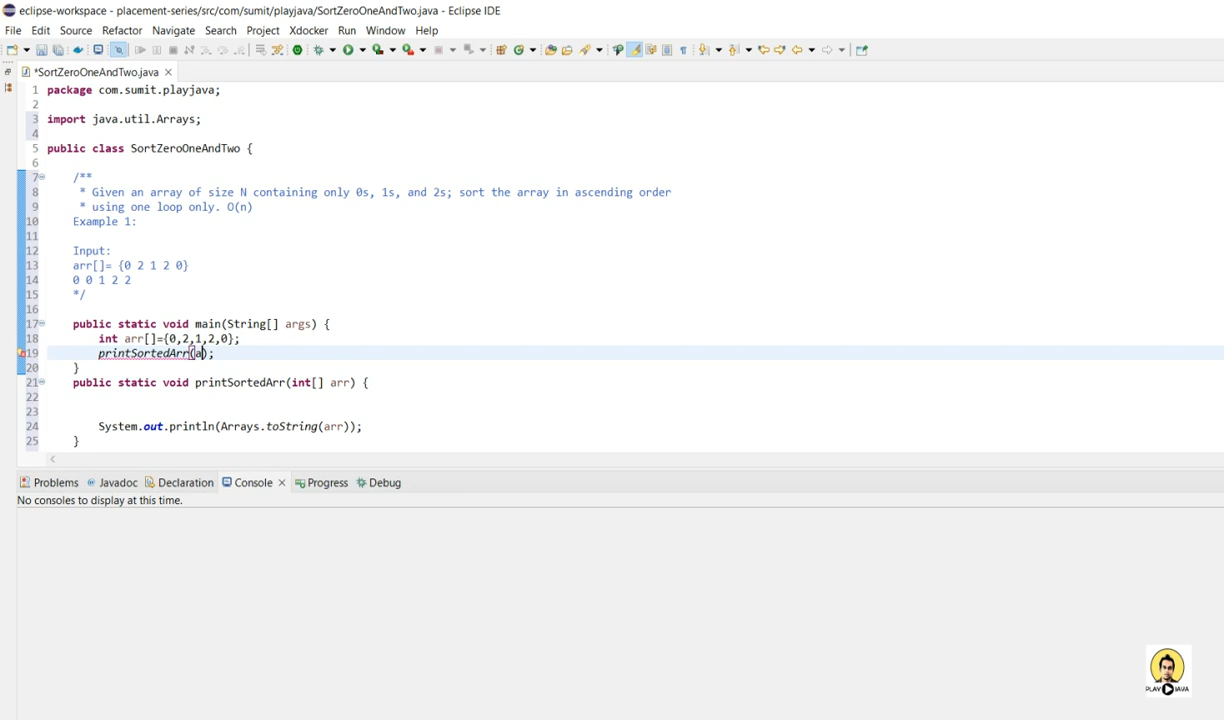 eclipse-workspace - placement-series/src/com/sumit/playjava/SortZeroOneAndTwo.java - Eclipse IDE
File Edit Source Refactor Navigate Search Project Xdocker Run Window Help
*SortZeroOneAndTwo.java
1 package com.sumit.playjava;
2
3 import java.util.Arrays;
4
5 public class SortZeroOneAndTwo {
6
7 /**
8 * Given an array of size N containing only 0s, 1s, and 2s; sort the array in ascending order
9 * using one loop only. O(n)
10 Example 1:
11
12 Input:
13 arr[]= {0 2 1 2 0}
14 0 0 1 2 2
15 */
16
17 public static void main(String[] args) {
18 int arr[]={0,2,1,2,0};
19 printSortedArr(a);
20 }
21 public static void printSortedArr(int[] arr) {
22
23
24 System.out.println(Arrays.toString(arr));
25 }
Problems Javadoc Declaration Console Progress Debug
No consoles to display at this time.
PLAY JAVA